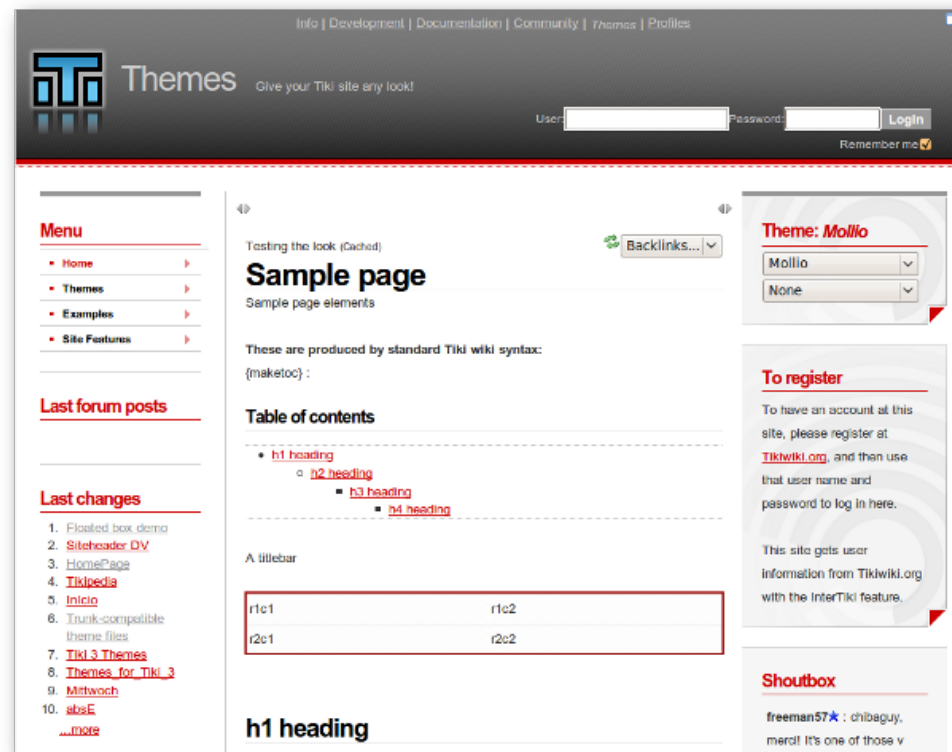 Info | Development | Documentation | Community | Themes | Profiles
Themes Give your Tiki site any look!
User: Password: LogIn
Remember me
Menu
Home
Themes
Examples
Site Features
Last forum posts
Last changes
1. Floated box demo
2. Siteheader DV
3. HomePage
4. Tikipedia
5. Inicio
6. Trunk-compatible
theme files
7. Tiki 3 Themes
8. Themes_for_Tiki_3
9. Mittwoch
10. absE
...more
Testing the look (Cached)
Backlinks...
Sample page
Sample page elements
These are produced by standard Tiki wiki syntax:
{maketoc} :
Table of contents
h1 heading
h2 heading
h3 heading
h4 heading
A titlebar
r1c1 r1c2
r2c1 r2c2
h1 heading
Theme: Mollio
Mollio
None
To register
To have an account at this
site, please register at
Tikiwiki.org, and then use
that user name and
password to log in here.
This site gets user
information from Tikiwiki.org
with the InterTiki feature.
Shoutbox
freeman57 : chibaguy,
merci! It's one of those v